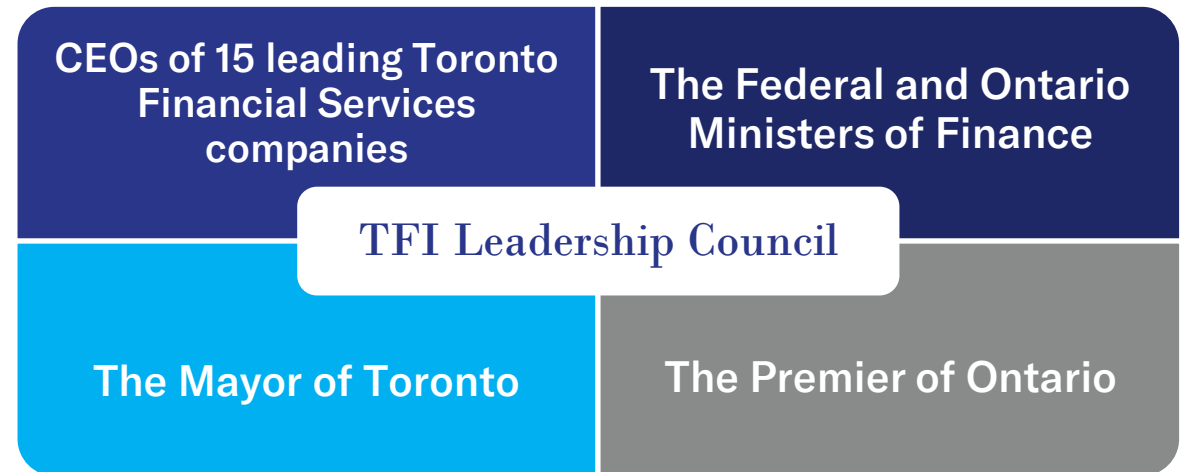 CEOs of 15 leading Toronto
Financial Services
companies
The Federal and Ontario
Ministers of Finance
TFI Leadership Council
The Mayor of Toronto
The Premier of Ontario